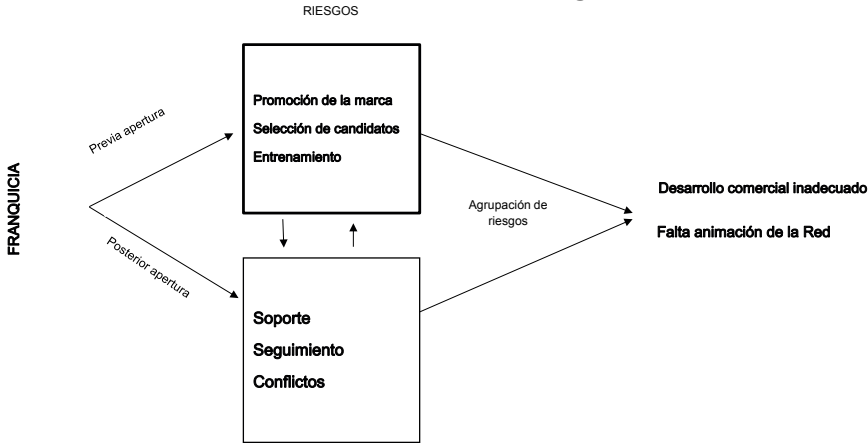 RIESGOS
FRANQUICIA
Previa apertura
Posterior apertura
Promoción de la marca
Selección de candidatos
Entrenamiento
Soporte
Seguimiento
Conflictos
Agrupación de
riesgos
Desarrollo comercial inadecuado
Falta animación de la Red